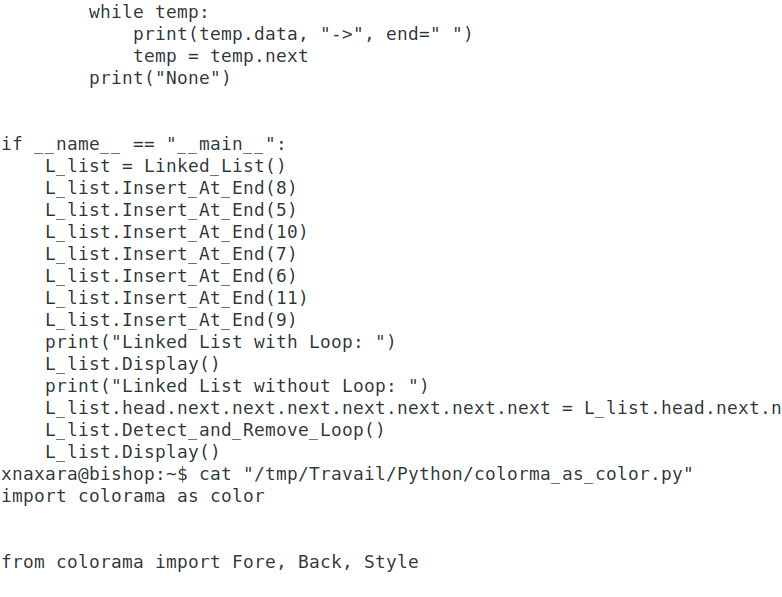 while temp:
            print(temp.data, "->", end=" ")
            temp = temp.next
        print("None")


if __name__ == "__main__":
    L_list = Linked_List()
    L_list.Insert_At_End(8)
    L_list.Insert_At_End(5)
    L_list.Insert_At_End(10)
    L_list.Insert_At_End(7)
    L_list.Insert_At_End(6)
    L_list.Insert_At_End(11)
    L_list.Insert_At_End(9)
    print("Linked List with Loop: ")
    L_list.Display()
    print("Linked List without Loop: ")
    L_list.head.next.next.next.next.next.next.next = L_list.head.next.n
    L_list.Detect_and_Remove_Loop()
    L_list.Display()
xnaxara@bishop:~$ cat "/tmp/Travail/Python/colorma_as_color.py"
import colorama as color


from colorama import Fore, Back, Style